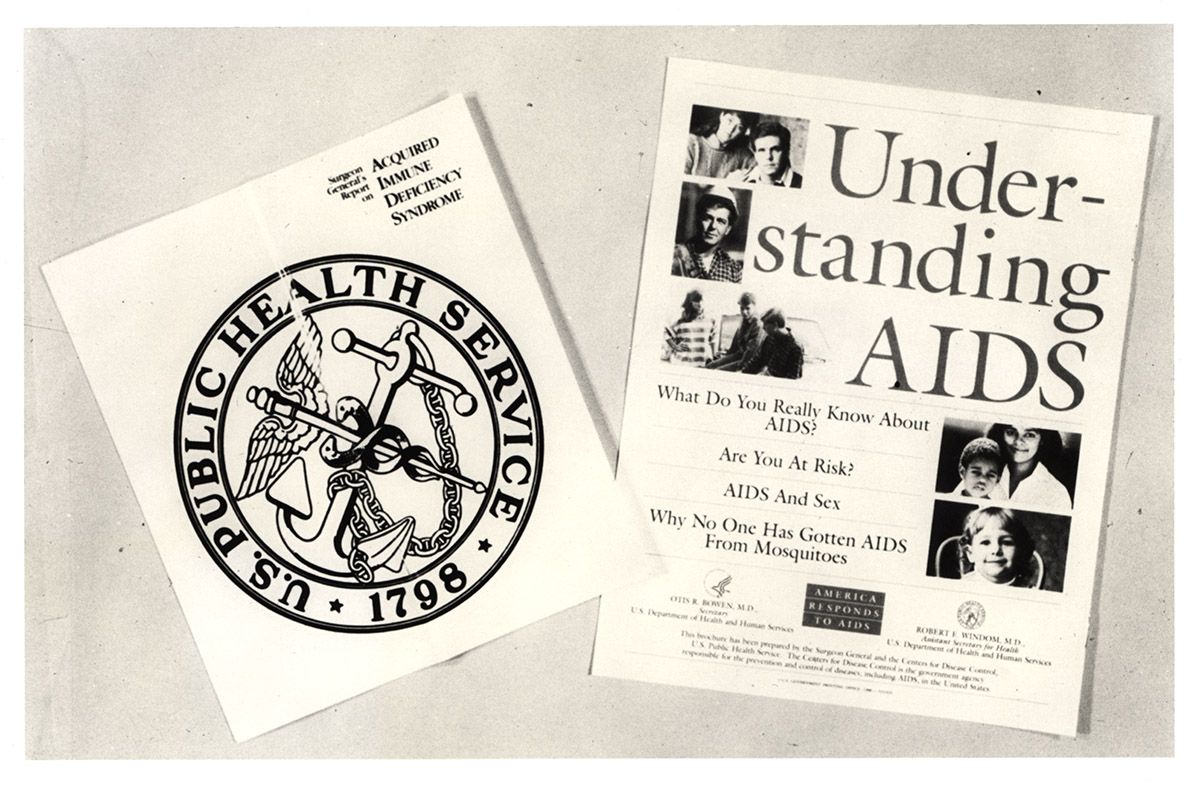 Surgeon
General's
Report
on
ACQUIRED
IMMUNE
DEFICIENCY
SYNDROME
U.S. PUBLIC HEALTH SERVICE
1798
Under-
standing
AIDS
What Do You Really Know About
AIDS?
Are You At Risk?
AIDS And Sex
Why No One Has Gotten AIDS
From Mosquitoes
OTIS R. BOWEN, M.D.,
Secretary
U.S. Department of Health and Human Services
AMERICA
RESPONDS
TO AIDS
ROBERT E. WINDOM, M.D.,
Assistant Secretary for Health
U.S. Department of Health and Human Services
This brochure has been prepared by the Surgeon General and the Centers for Disease Control,
U.S. Public Health Service. The Centers for Disease Control is the government agency
responsible for the prevention and control of diseases, including AIDS, in the United States.
GOVERNMENT PRINTING OFFICE